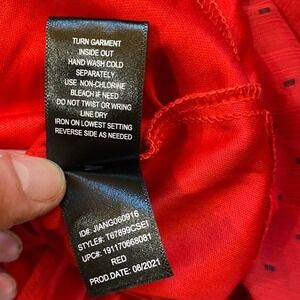 TURN GARMENT
INSIDE OUT
HAND WASH COLD
SEPARATELY
USE NON-CHLORINE
BLEACH IF NEED
DO NOT TWIST OR WRING
LINE DRY
IRON ON LOWEST SETTING
REVERSE SIDE AS NEEDED
ID#: JIANG060916
STYLE#: T67899CSEI
UPC#: 191170668081
RED
PROD.DATE: 08/2021